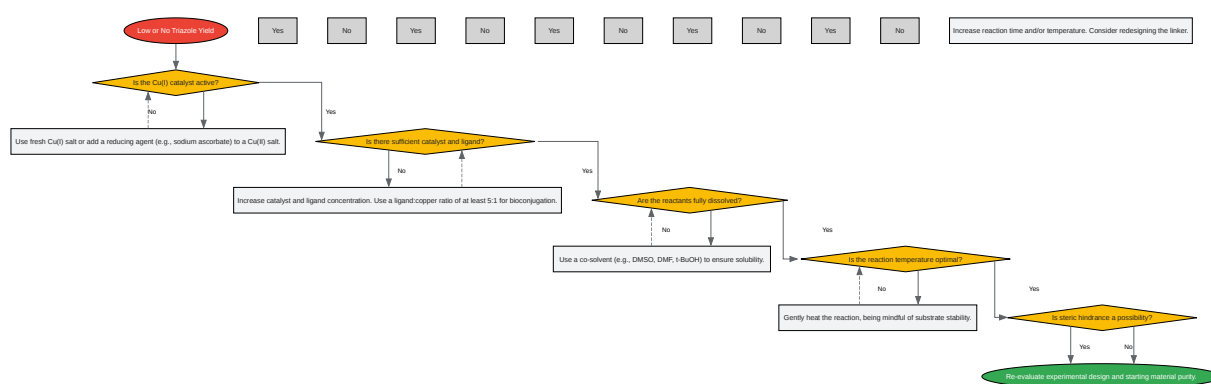 Low or No Triazole Yield
Yes
No
Yes
No
Yes
No
Yes
No
Yes
No
Increase reaction time and/or temperature. Consider redesigning the linker.
Is the Cu(I) catalyst active?
No
Yes
Use fresh Cu(I) salt or add a reducing agent (e.g., sodium ascorbate) to a Cu(II) salt.
Is there sufficient catalyst and ligand?
No
Yes
Increase catalyst and ligand concentration. Use a ligand:copper ratio of at least 5:1 for bioconjugation.
Are the reactants fully dissolved?
No
Yes
Use a co-solvent (e.g., DMSO, DMF, t-BuOH) to ensure solubility.
Is the reaction temperature optimal?
No
Yes
Gently heat the reaction, being mindful of substrate stability.
Is steric hindrance a possibility?
Yes
No
Re-evaluate experimental design and starting material purity.